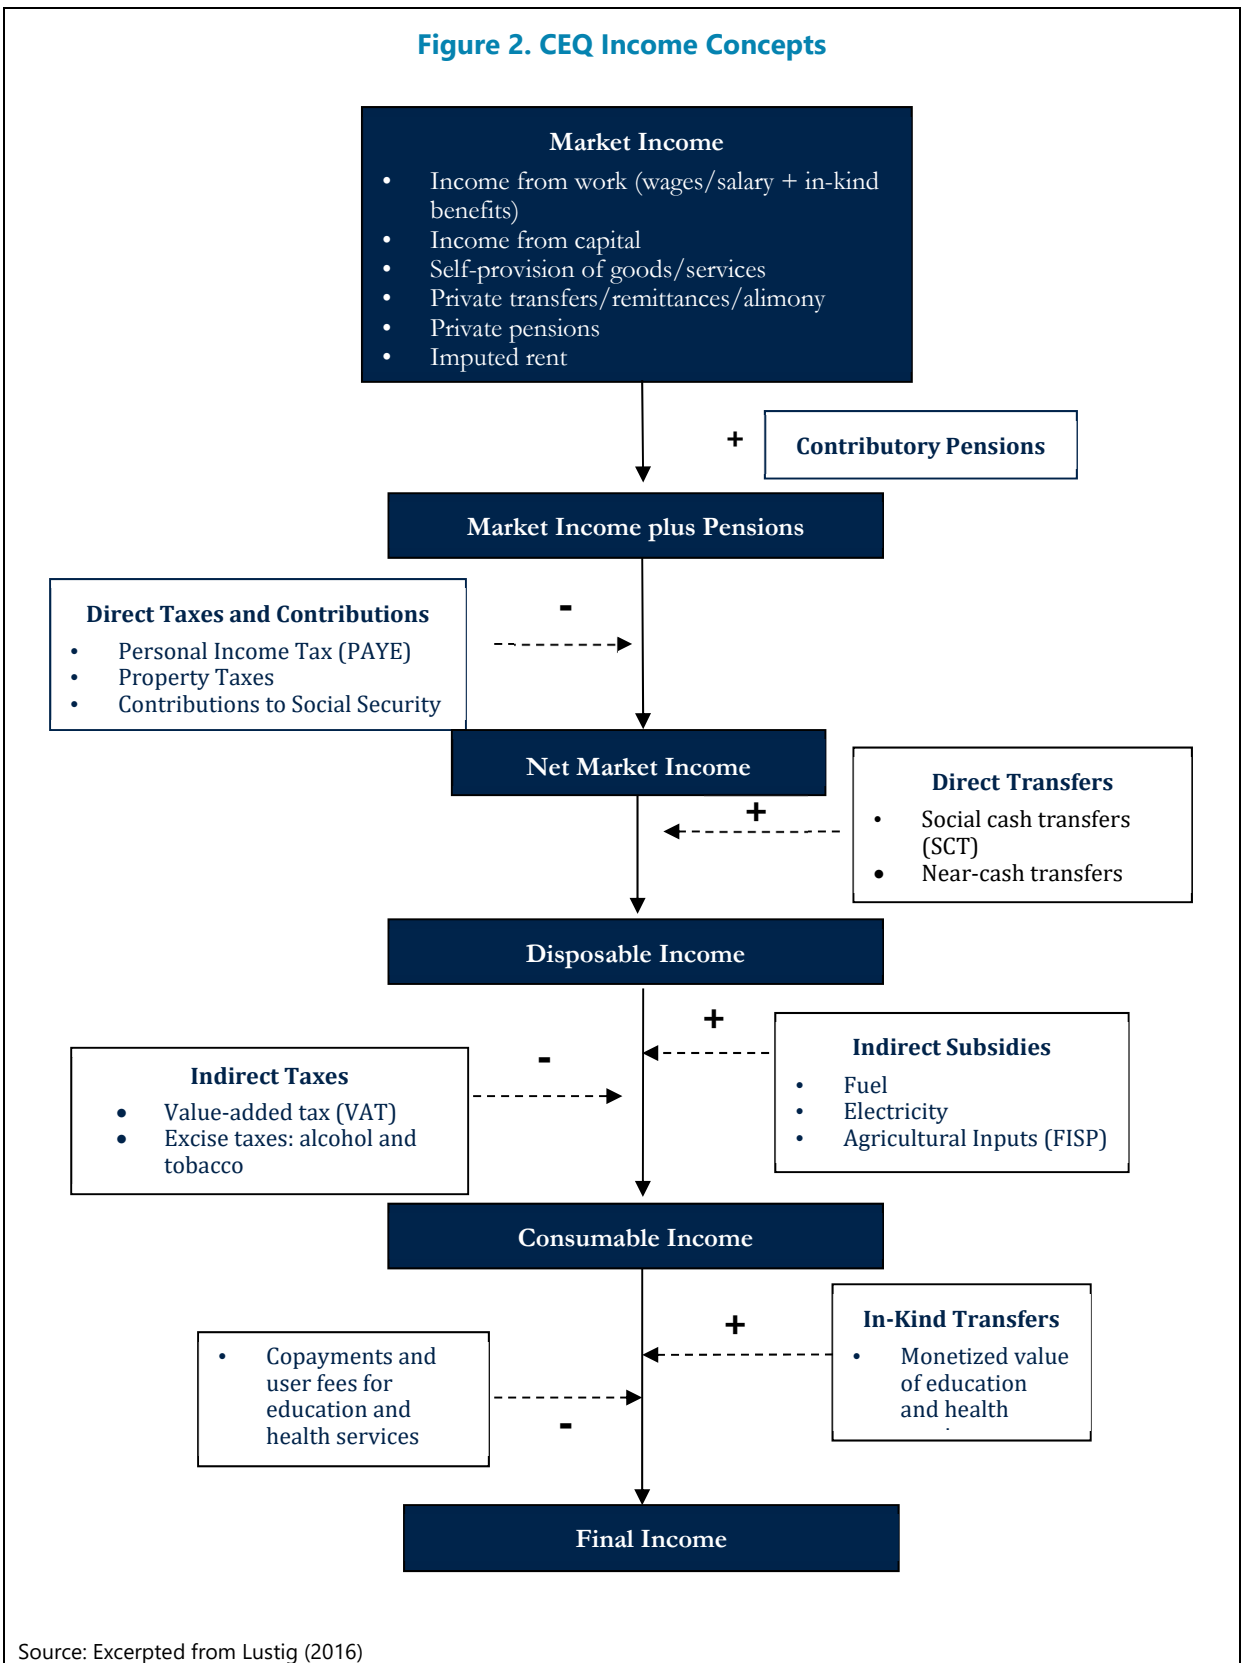 Figure 2. CEQ Income Concepts
Market Income
• Income from work (wages/salary + in-kind
benefits)
• Income from capital
• Self-provision of goods/services
• Private transfers/remittances/alimony
• Private pensions
• Imputed rent
+
Contributory Pensions
Market Income plus Pensions
Direct Taxes and Contributions
• Personal Income Tax (PAYE)
• Property Taxes
• Contributions to Social Security
-
Net Market Income
+
Direct Transfers
• Social cash transfers
(SCT)
• Near-cash transfers
Disposable Income
+
Indirect Subsidies
• Fuel
• Electricity
• Agricultural Inputs (FISP)
Indirect Taxes
• Value-added tax (VAT)
• Excise taxes: alcohol and
tobacco
-
Consumable Income
+
In-Kind Transfers
• Monetized value
of education
and health
• Copayments and
user fees for
education and
health services
-
Final Income
Source: Excerpted from Lustig (2016)